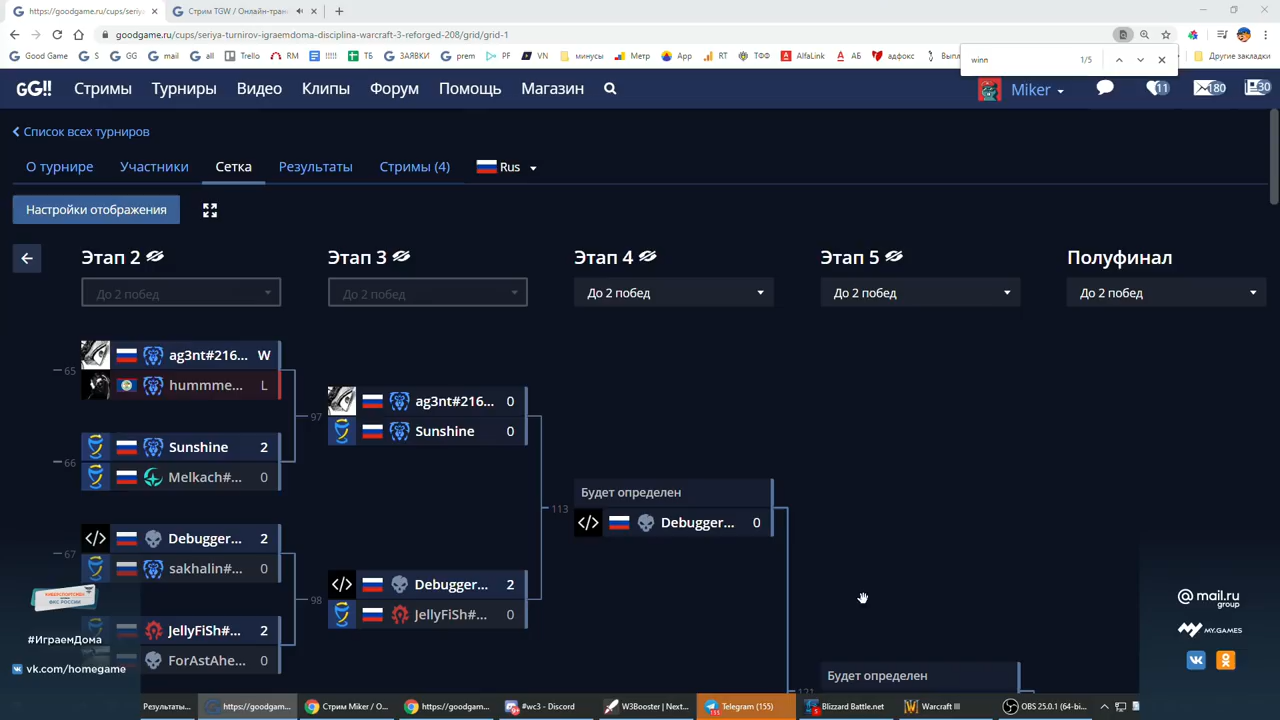 https://goodgame.ru/cups/seriya-
Стрим TGW / Онлайн-тран
goodgame.ru/cups/seriya-turnirov-igraemdoma-disciplina-warcraft-3-reforged-208/grid/grid-1
Good Game
S
GG
mail
all
Trello
RM
!!!!
ТБ
ЗАЯВКИ
prem
PF
VN
минусы
Метр
App
RT
ТФФ
AlfaLink
АБ
адфокс
Выпл
Другие закладки
winn
1/5
GG!!
Стримы
Турниры
Видео
Клипы
Форум
Помощь
Магазин
Miker
11
180
30
Список всех турниров
О турнире
Участники
Сетка
Результаты
Стримы (4)
Rus
Настройки отображения
Этап 2
Этап 3
Этап 4
Этап 5
Полуфинал
До 2 побед
До 2 побед
До 2 побед
До 2 побед
До 2 побед
65
ag3nt#216... W
hummme... L
66
Sunshine 2
Melkach#... 0
67
Debugger... 2
sakhalin#... 0
JellyFiSh#... 2
ForAstAhe... 0
97
ag3nt#216... 0
Sunshine 0
98
Debugger... 2
JellyFiSh#... 0
113
Будет определен
Debugger... 0
121
Будет определен
ФКС РОССИИ
#ИграемДома
vk.com/homegame
@mail.ru
group
MY.GAMES
Результаты...
https://goodgam...
Стрим Miker / О...
https://goodgam...
#wc3 - Discord
W3Booster | Next...
Telegram (155)
Blizzard Battle.net
Warcraft III
OBS 25.0.1 (64-bi...